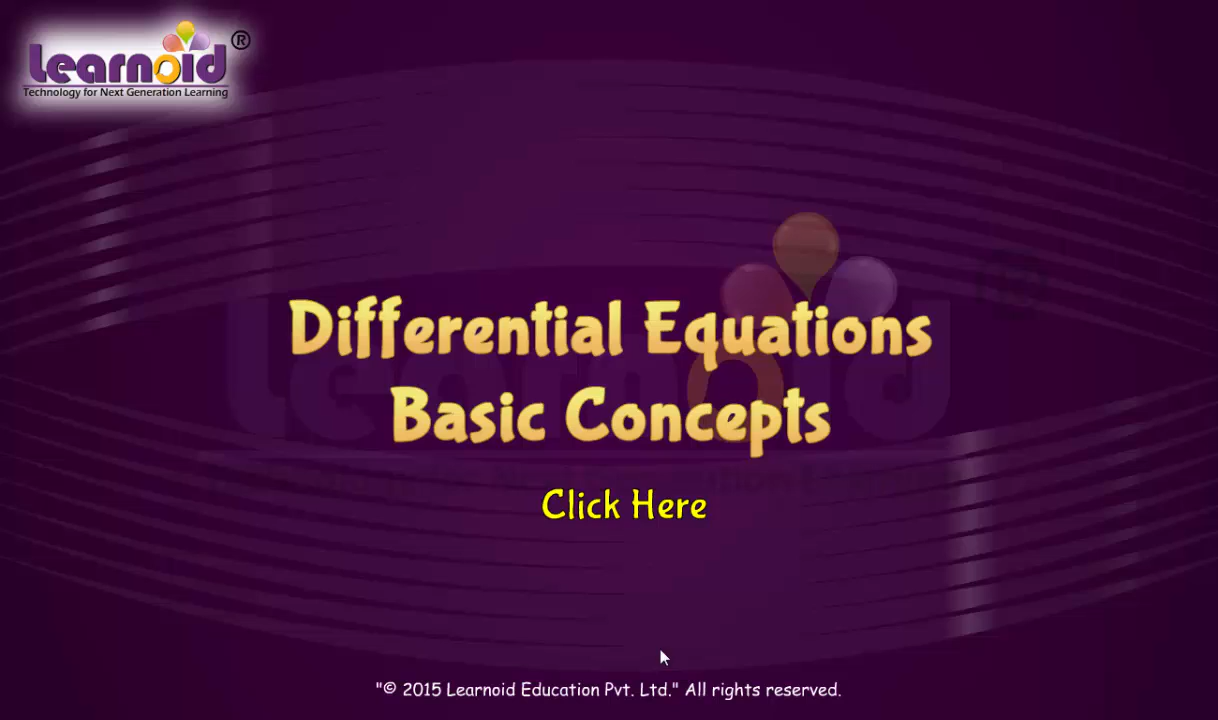 Learnoid ®
Technology for Next Generation Learning
Differential Equations
Basic Concepts
Click Here
"© 2015 Learnoid Education Pvt. Ltd." All rights reserved.